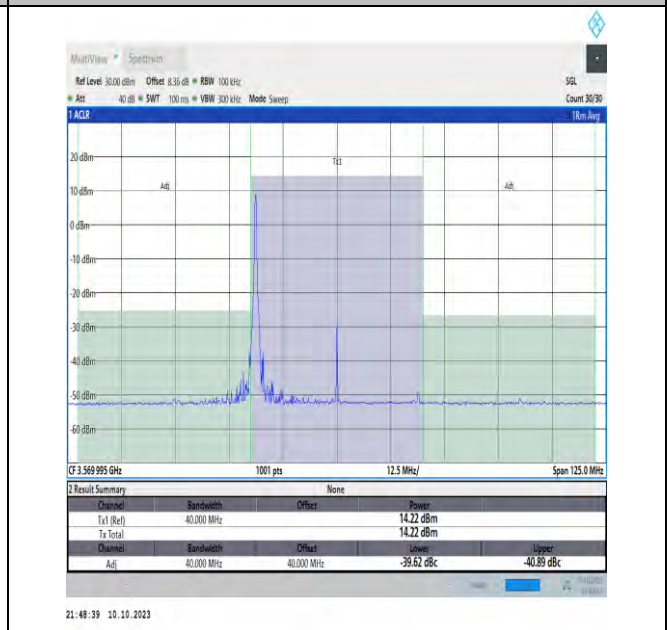 MultiView Spectrum
Ref Level 30.00 dBm Offset 8.36 dB RBW 100 kHz SGL
Att 40 dB SWT 100 ms VBW 300 kHz Mode Sweep Count 30/30
1 ACLR 1Rm Avg
20 dBm
Tx1
Adj Adj
10 dBm
0 dBm
-10 dBm
-20 dBm
-30 dBm
-40 dBm
-50 dBm
-60 dBm
CF 3.569 995 GHz 1001 pts 12.5 MHz/ Span 125.0 MHz
2 Result Summary None
Channel Bandwidth Offset Power
Tx1 (Ref) 40.000 MHz 14.22 dBm
Tx Total 14.22 dBm
Channel Bandwidth Offset Lower Upper
Adj 40.000 MHz 40.000 MHz -39.62 dBc -40.89 dBc
21:48:39 10.10.2023